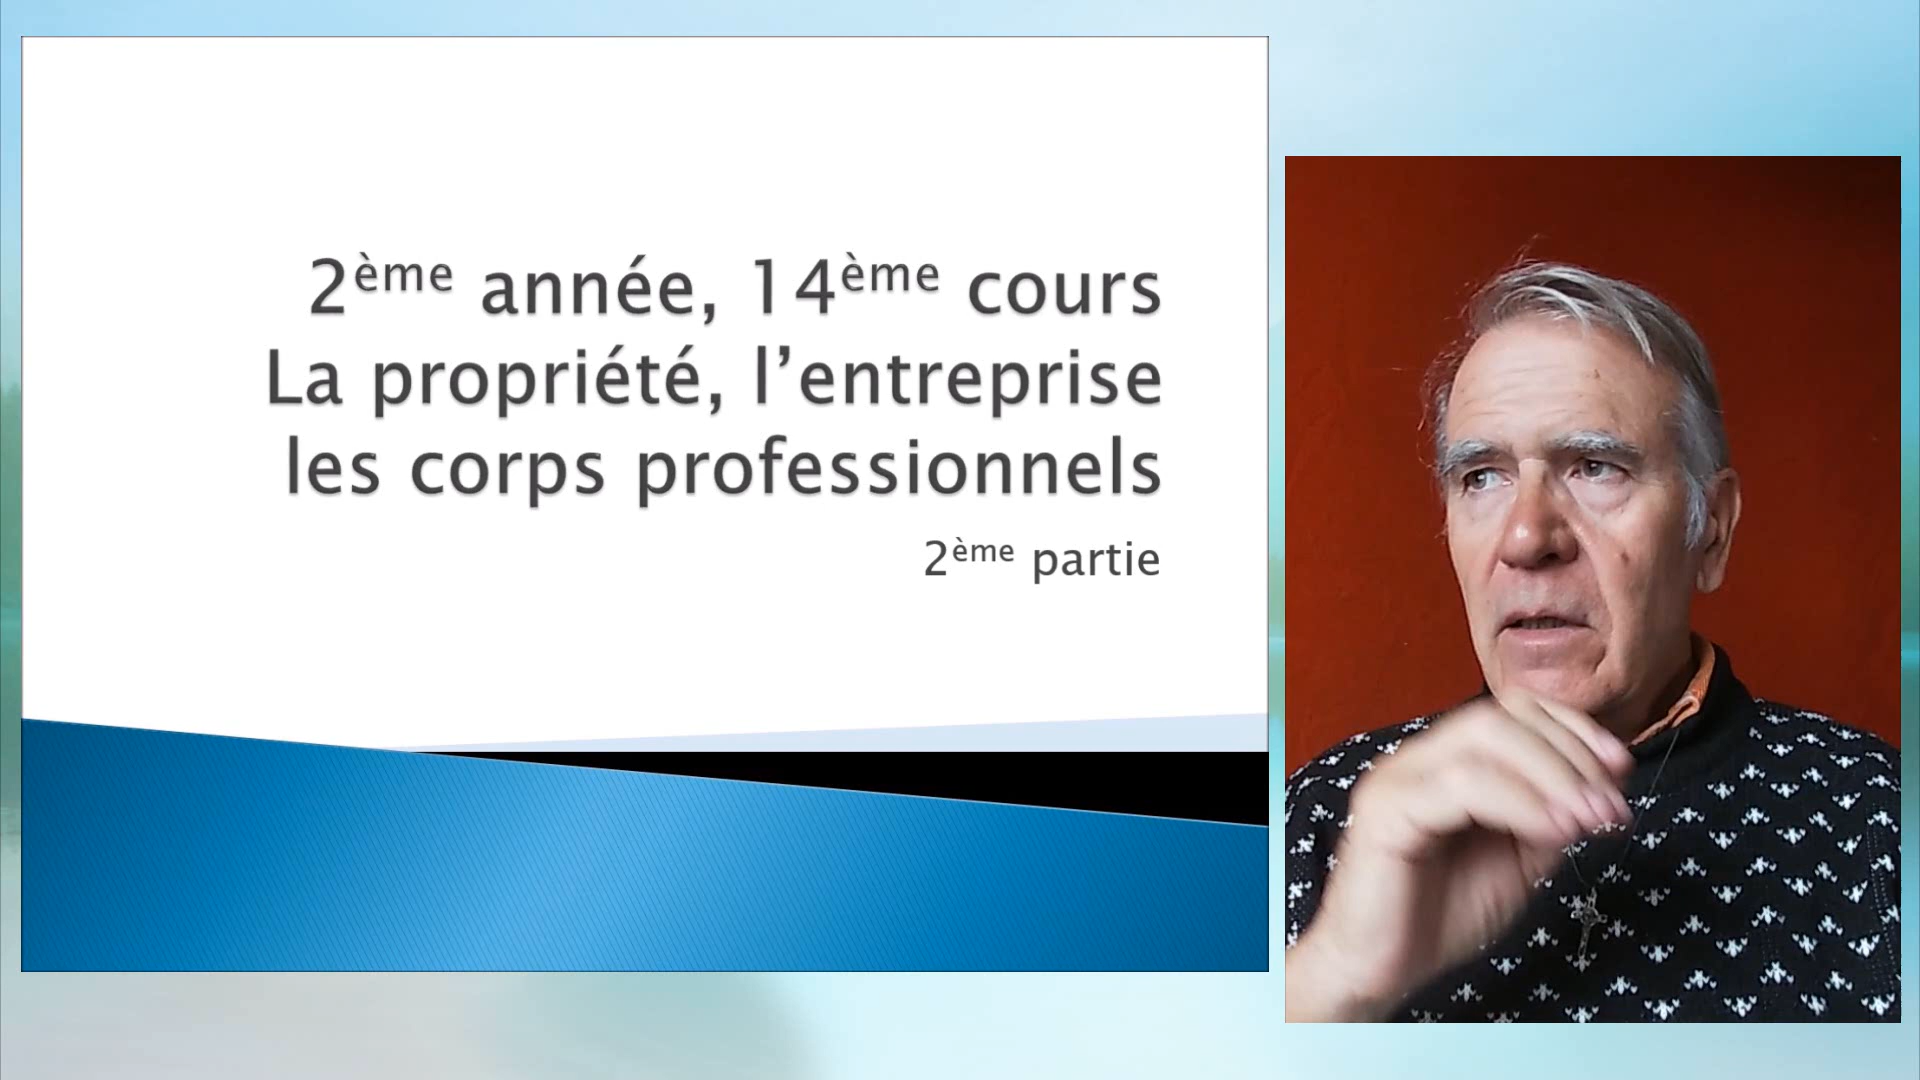 2ème année, 14ème cours
La propriété, l’entreprise
les corps professionnels
2ème partie